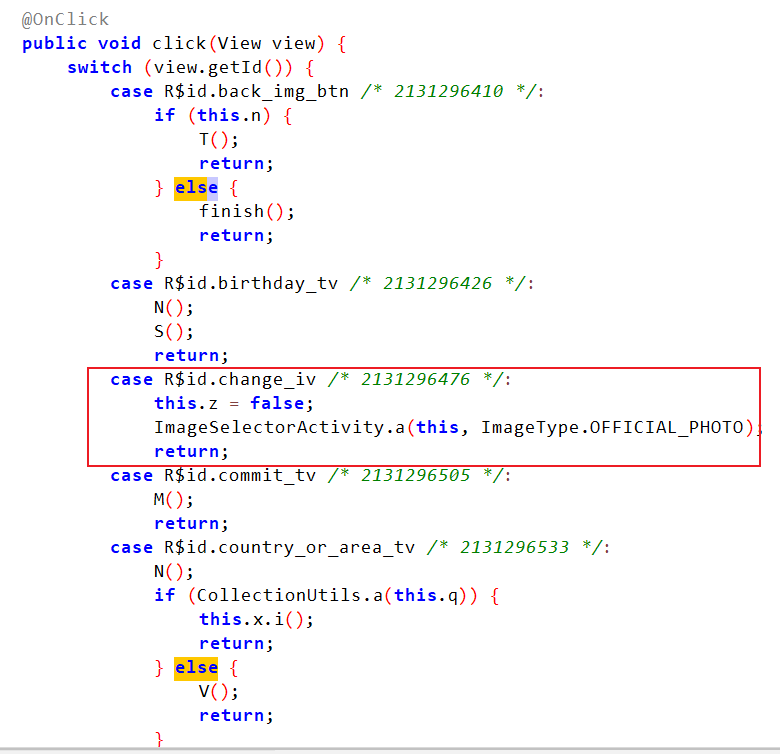 @OnClick
public void click(View view) {
switch (view.getId()) {
case R$id.back_img_btn /* 2131296410 */:
if (this.n) {
T();
return;
} else {
finish();
return;
}
case R$id.birthday_tv /* 2131296426 */:
N();
S();
return;
case R$id.change_iv /* 2131296476 */:
this.z = false;
ImageSelectorActivity.a(this, ImageType.OFFICIAL_PHOTO);
return;
case R$id.commit_tv /* 2131296505 */:
M();
return;
case R$id.country_or_area_tv /* 2131296533 */:
N();
if (CollectionUtils.a(this.q)) {
this.x.i();
return;
} else {
V();
return;
}